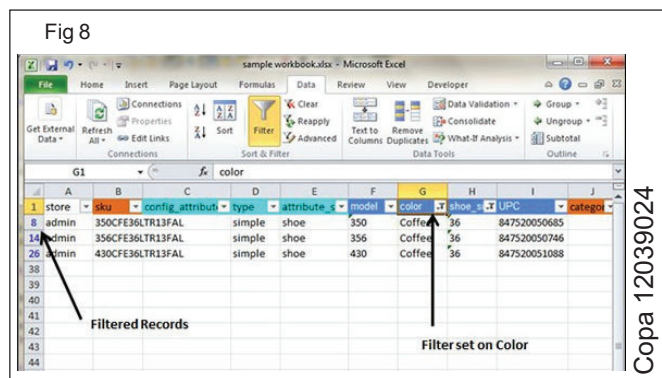 Fig 8
sample workbook.xlsx - Microsoft Excel
File Home Insert Page Layout Formulas Data Review View Developer
Get External Data Refresh All Connections Properties Edit Links Sort Filter Clear Reapply Advanced Text to Columns Remove Duplicates Data Validation Consolidate What-If Analysis Group Ungroup Subtotal
Connections Sort & Filter Data Tools Outline
G1 fx color
A B C D E F G H I J
1 store sku config_attribut type attribute_s model color shoe_s UPC categor
8 admin 350CFE36LTR13FAL simple shoe 350 Coffee 36 847520050685
14 admin 356CFE36LTR13FAL simple shoe 356 Coffee 36 847520050746
26 admin 430CFE36LTR13FAL simple shoe 430 Coffee 36 847520051088
38
39
40
41
42
43
44
Filtered Records
Filter set on Color
Copa 12039024